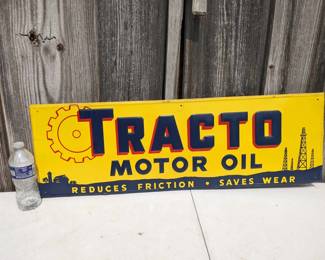 TRACTO
MOTOR OIL
REDUCES FRICTION • SAVES WEAR